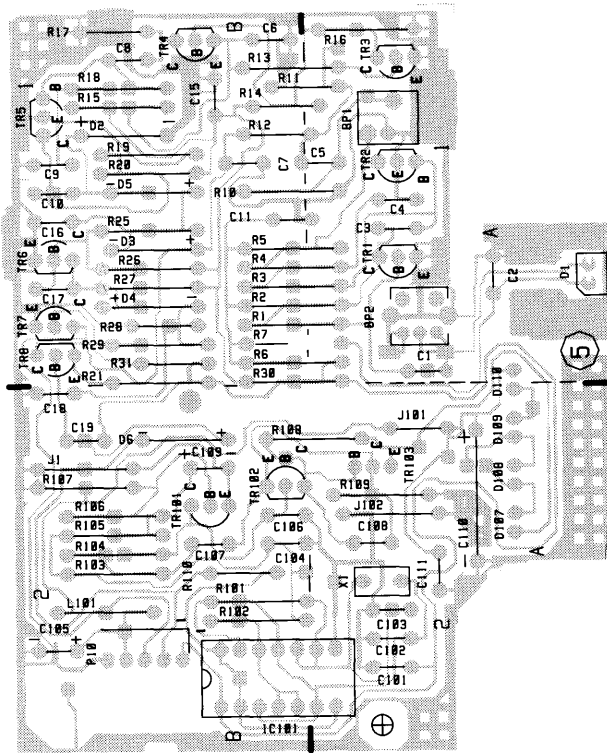 R17
TR4
B
C6
R16
C8
B
C
E
R13
TR3
C
B
E
R18
B
R15
C15
R11
R14
BP1
TR5
E
C
+ D2 -
R12
R19
TR2
C
1
C9
R20
C7
C5
E
- D5 +
C10
R10
B
C4
C16
C
R25
C11
C3
E
- D3 +
R5
TR1
C
B
E
A
TR6
B
R26
R4
C2
D1
C17
C
R27
R3
+ D4 -
R2
BP2
E
TR7
B
C
R28
R1
R29
R7
TR8
C
B
E
R31
R6
C1
5
R21
R30
D110
C18
C19
- D6 +
R108
J101
D109
J1
+ C109 -
C
B
E
TR103
R107
TR102
C
B
E
R109
D108
R106
TR101
C
B
E
J102
C110
R105
C106
C108
D107
R104
C107
C104
A
R103
R110
X1
C111
2
R101
L101
R102
C103
2
- C105 +
P10
C102
C101
B
IC101